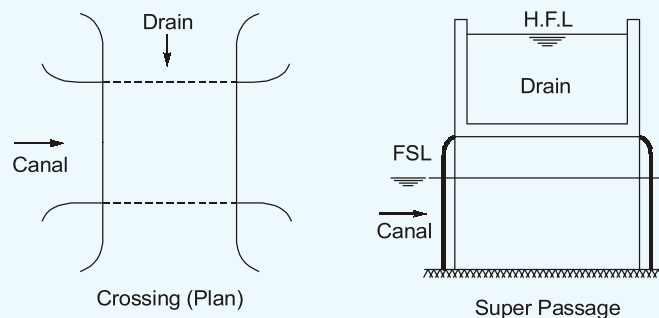 Drain
Canal
Crossing (Plan)
H.F.L
Drain
FSL
Canal
Super Passage